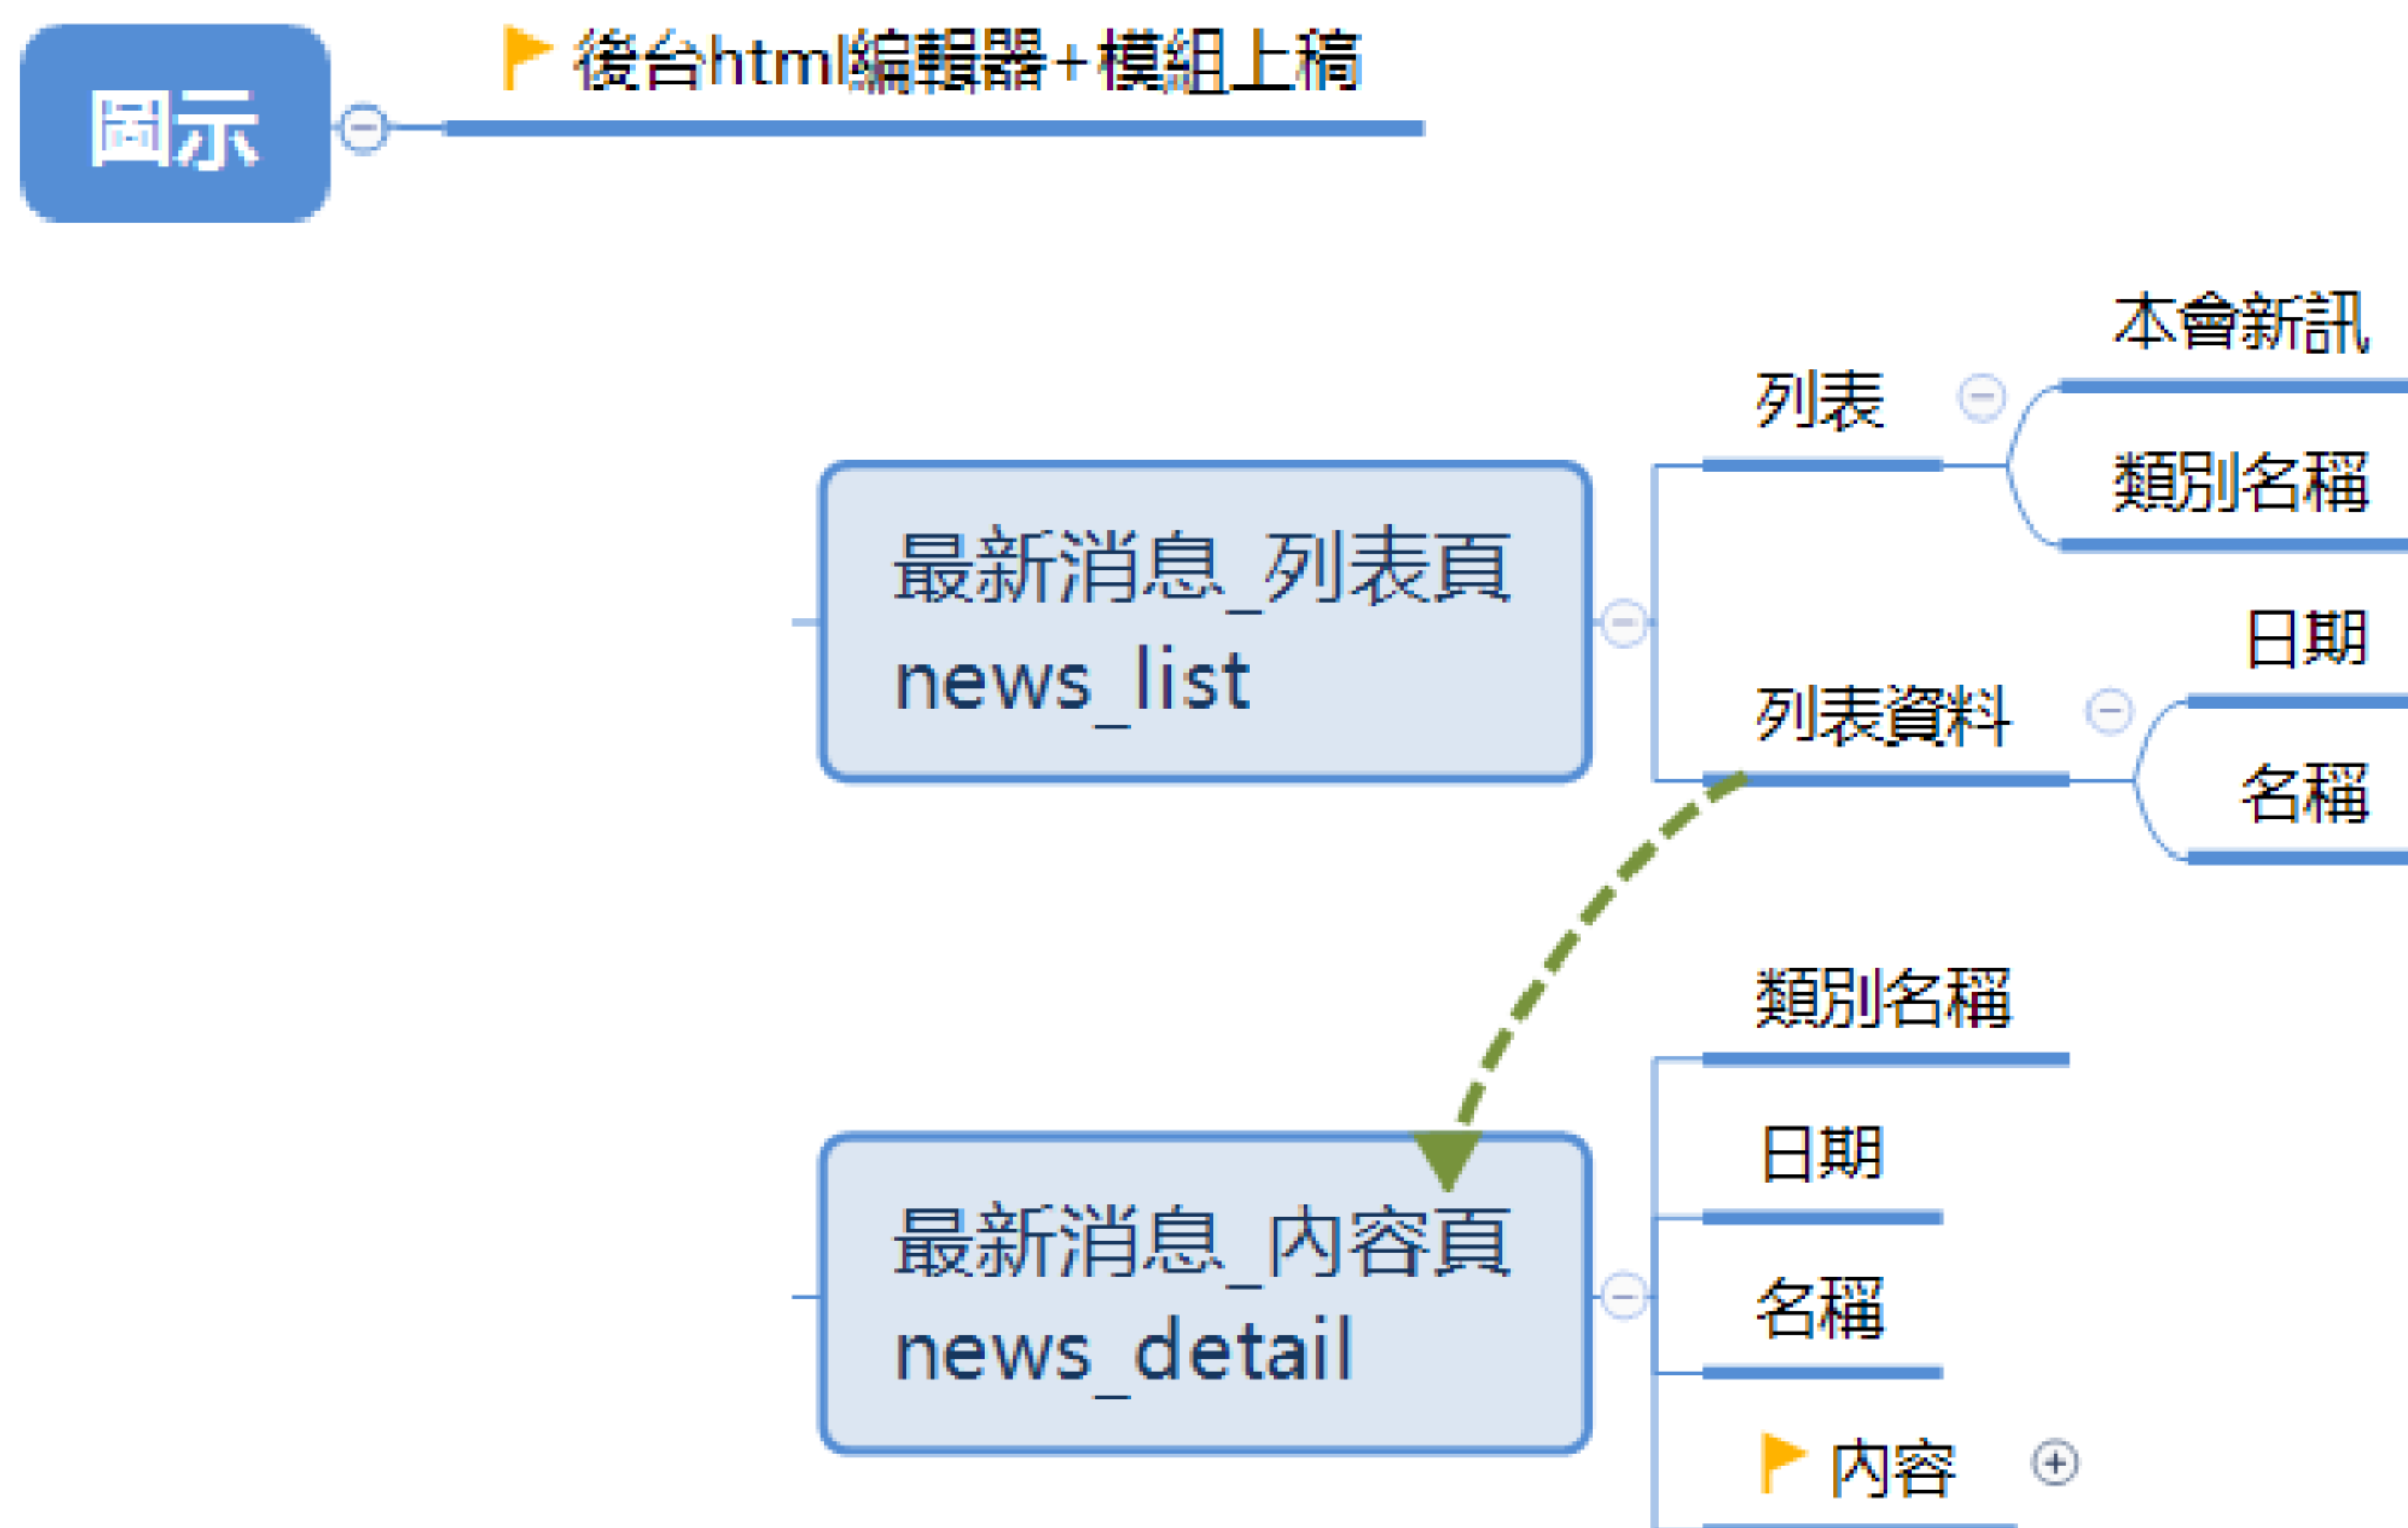 圖示
後台html編輯器+模組上稿
最新消息_列表頁
news_list
列表
本會新訊
類別名稱
列表資料
日期
名稱
最新消息_內容頁
news_detail
類別名稱
日期
名稱
內容